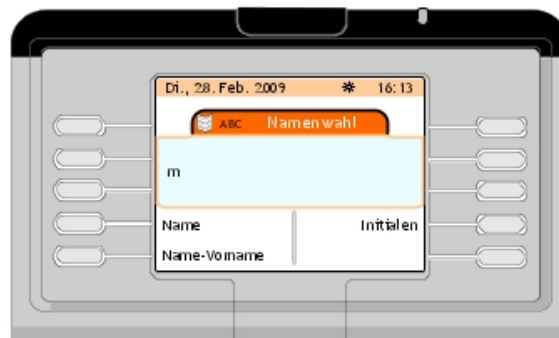 Di., 28. Feb. 2009 16:13
ABC Namenwahl
m
Name Initialen
Name-Vorname